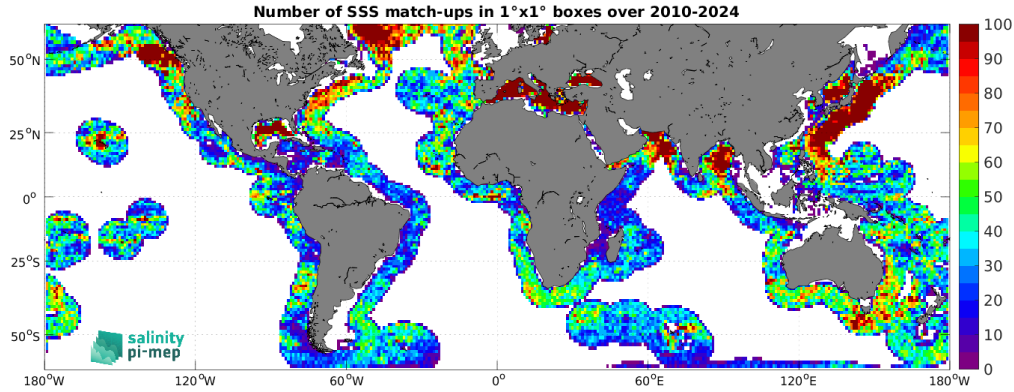 Number of SSS match-ups in 1°x1° boxes over 2010-2024
100
90
80
70
60
50
40
30
20
10
0
50°N
25°N
0°
25°S
50°S
salinity
pi-mep
180°W 120°W 60°W 0° 60°E 120°E 180°W